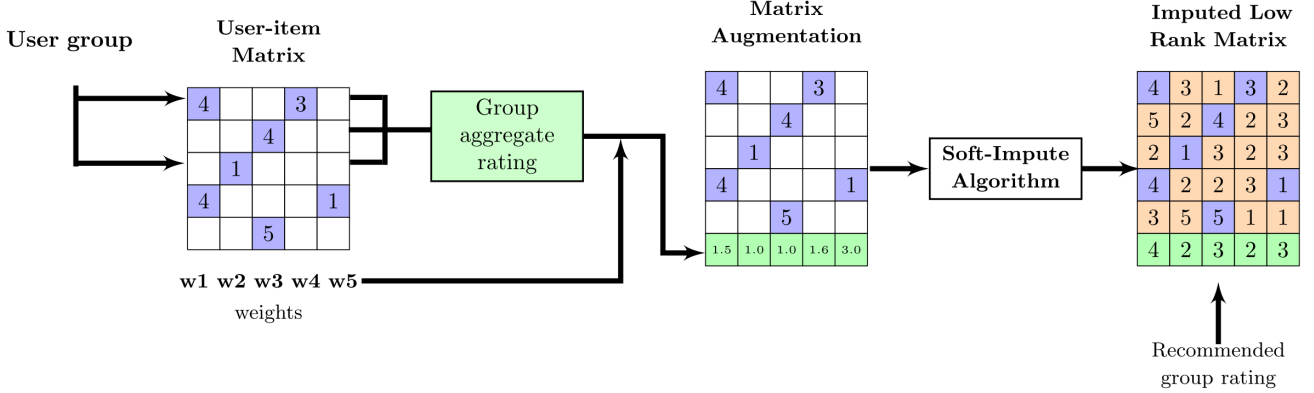 User group
User-item
Matrix
4 3
4
1
4 1
5
w1 w2 w3 w4 w5
weights
Group
aggregate
rating
Matrix
Augmentation
4 3
4
1
4 1
5
1.5 1.0 1.0 1.6 3.0
Soft-Impute
Algorithm
Imputed Low
Rank Matrix
4 3 1 3 2
5 2 4 2 3
2 1 3 2 3
4 2 2 3 1
3 5 5 1 1
4 2 3 2 3
Recommended
group rating